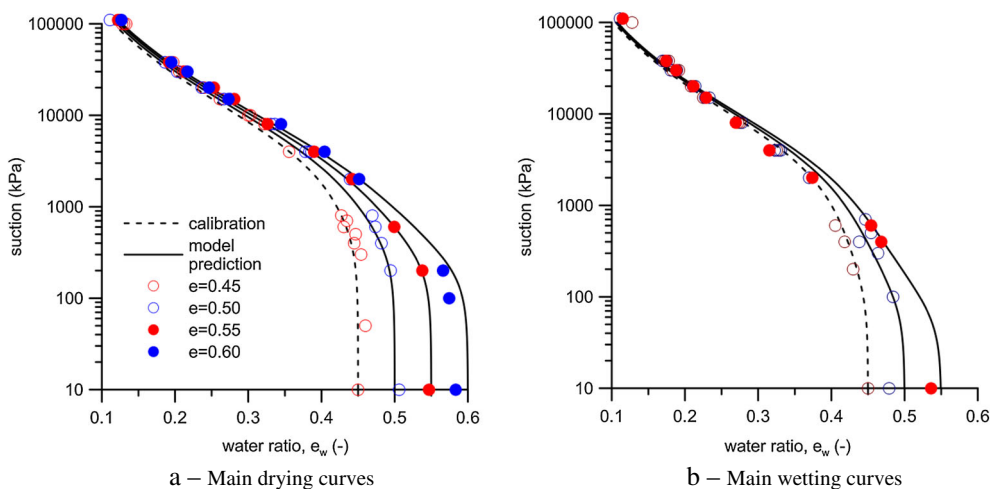 100000
10000
1000
100
10
suction (kPa)
calibration
model
prediction
e=0.45
e=0.50
e=0.55
e=0.60
0.1 0.2 0.3 0.4 0.5 0.6
water ratio, e_w (-)
a – Main drying curves
100000
10000
1000
100
10
suction (kPa)
0.1 0.2 0.3 0.4 0.5 0.6
water ratio, e_w (-)
b – Main wetting curves